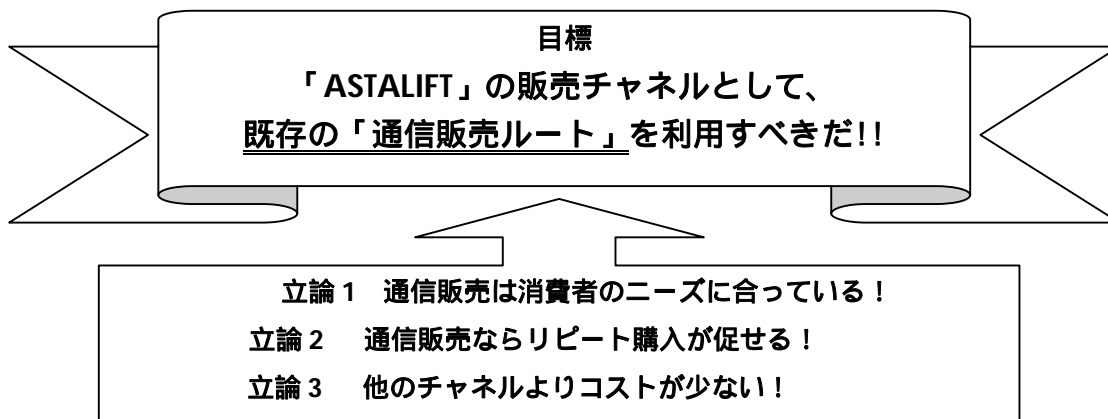 目標
「ASTALIFT」の販売チャネルとして、
既存の「通信販売ルート」を利用すべきだ!!
立論1 通信販売は消費者のニーズに合っている！
立論2 通信販売ならリピート購入が促せる！
立論3 他のチャネルよりコストが少ない！